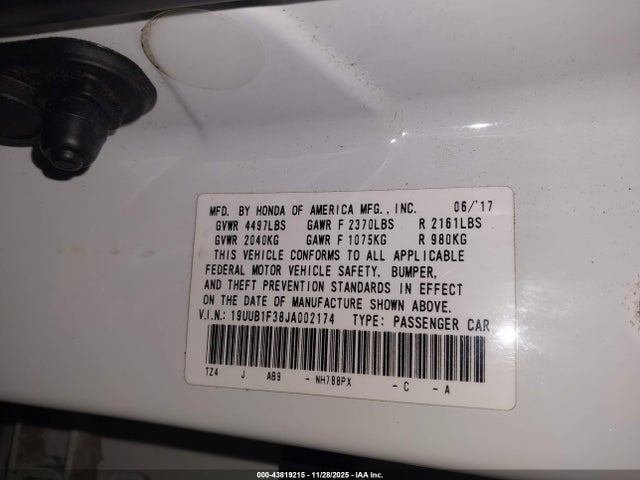 MFD. BY HONDA OF AMERICA MFG., INC. 06/'17
GVWR 4497LBS GAWR F 2370LBS R 2161LBS
GVWR 2040KG GAWR F 1075KG R 980KG
THIS VEHICLE CONFORMS TO ALL APPLICABLE
FEDERAL MOTOR VEHICLE SAFETY, BUMPER,
AND THEFT PREVENTION STANDARDS IN EFFECT
ON THE DATE OF MANUFACTURE SHOWN ABOVE.
V.I.N.: 19UUB1F38JA002174 TYPE: PASSENGER CAR
TZ4 J AB9 - NH788PX - C - A
000-43819215 - 11/28/2025 - IAA Inc.